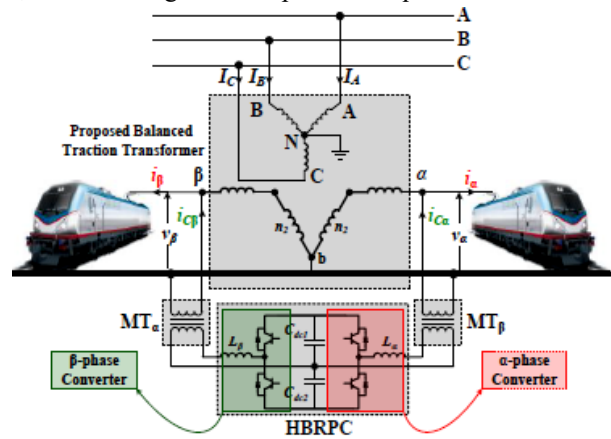 A
B
C
I_C I_B I_A
B A
N
C
Proposed Balanced
Traction Transformer
i_β β α i_α
i_Cβ i_Cα
v_β n_2 n_2 v_α
b
MT_α MT_β
L_β C_dc1 L_α
β-phase
Converter
C_dc2
α-phase
Converter
HBRPC